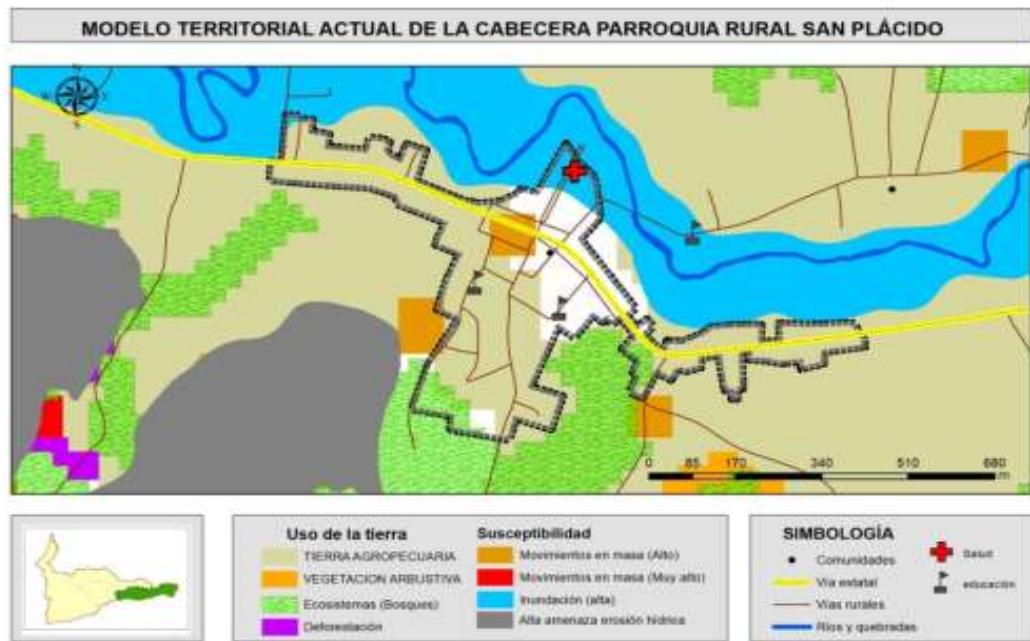 MODELO TERRITORIAL ACTUAL DE LA CABECERA PARROQUIA RURAL SAN PLÁCIDO
0 85 170 340 510 680
m
Uso de la tierra
TIERRA AGROPECUARIA
VEGETACION ARBUSTIVA
Ecosistemas (Bosques)
Deforestación
Susceptibilidad
Movimientos en masa (Alto)
Movimientos en masa (Muy alto)
Inundación (alta)
Alta amenaza erosión hídrica
SIMBOLOGÍA
Comunidades
Vía estatal
Vías rurales
Ríos y quebradas
Salud
educación